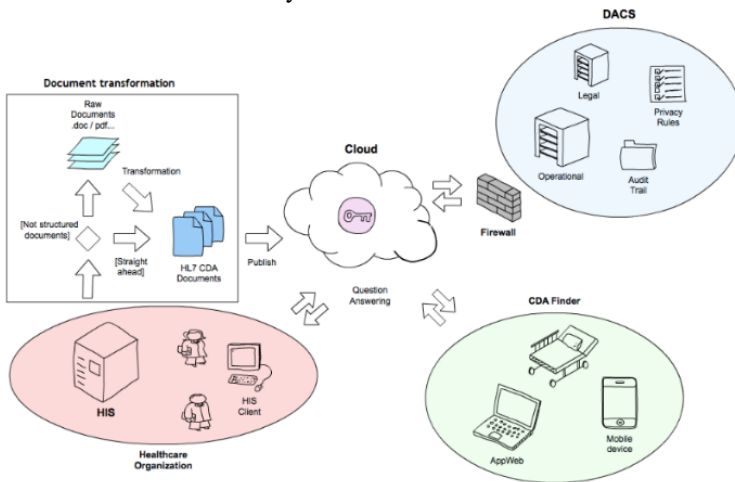 DACS
Legal
Privacy
Rules
Operational
Audit
Trail
Document transformation
Raw
Documents
.doc / pdf...
Transformation
[Not structured
documents]
[Straight
ahead]
HL7 CDA
Documents
Publish
Cloud
Firewall
Question
Answering
CDA Finder
AppWeb
Mobile
device
HIS
HIS
Client
Healthcare
Organization